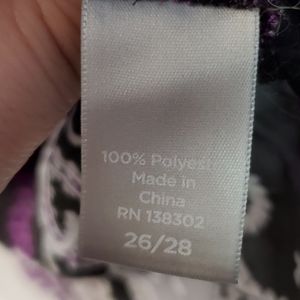 100% Polyest
Made in
China
RN 138302
26/28